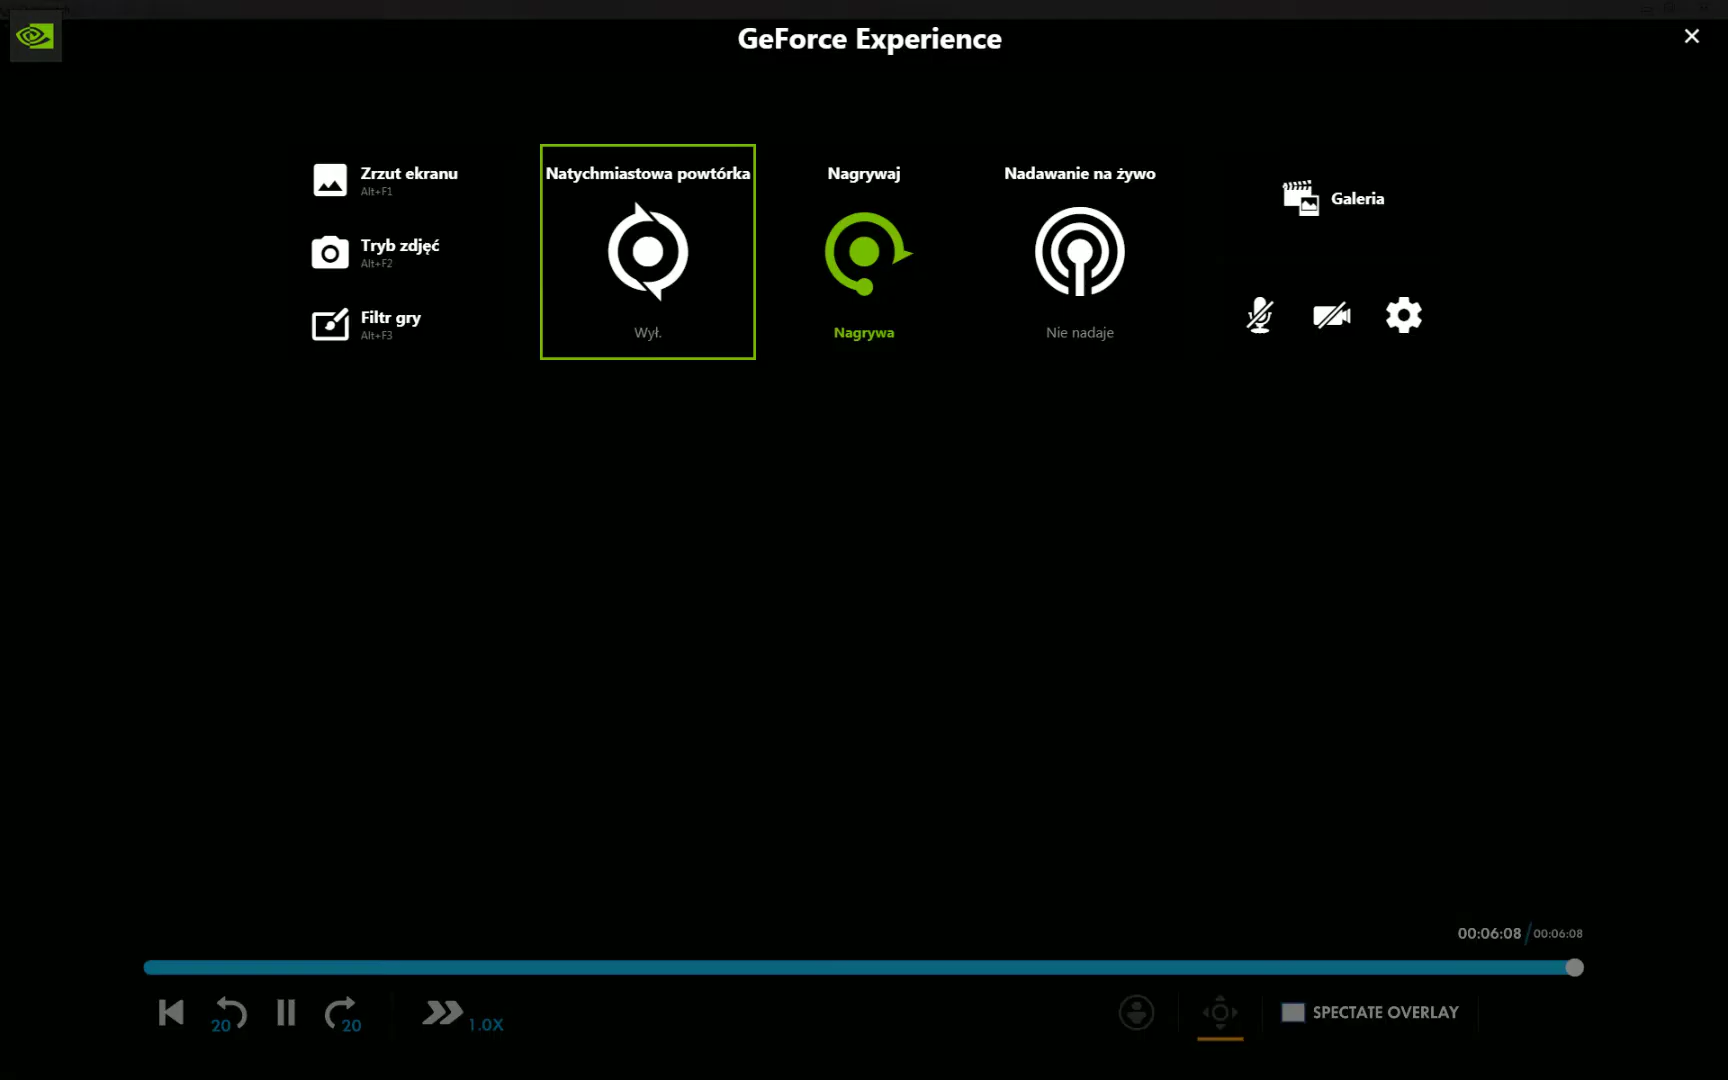 GeForce Experience
Zrzut ekranu
Alt+F1
Tryb zdjęć
Alt+F2
Filtr gry
Alt+F3
Natychmiastowa powtórka
Wył.
Nagrywaj
Nagrywa
Nadawanie na żywo
Nie nadaje
Galeria
00:06:08 / 00:06:08
20
20
1.0X
SPECTATE OVERLAY